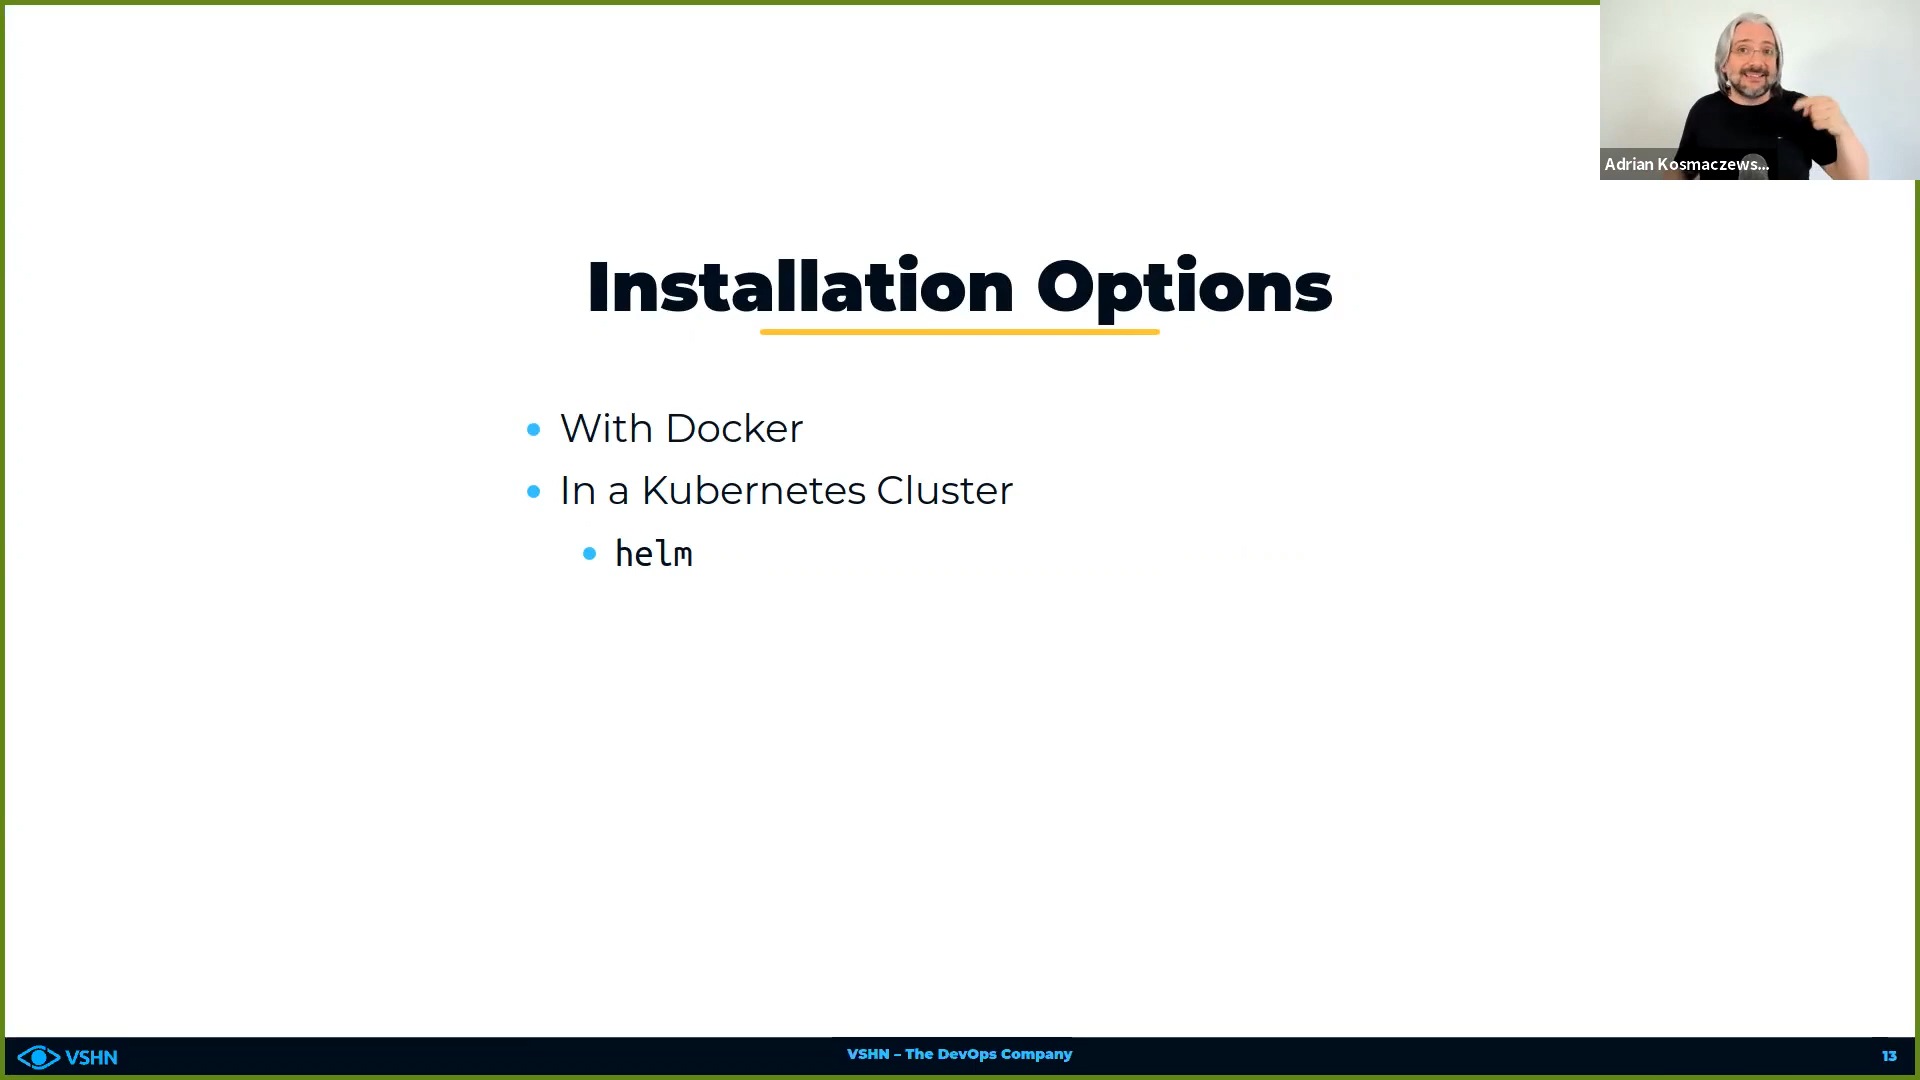 Adrian Kosmaczews...
Installation Options
With Docker
In a Kubernetes Cluster
helm
VSHN
VSHN – The DevOps Company
13